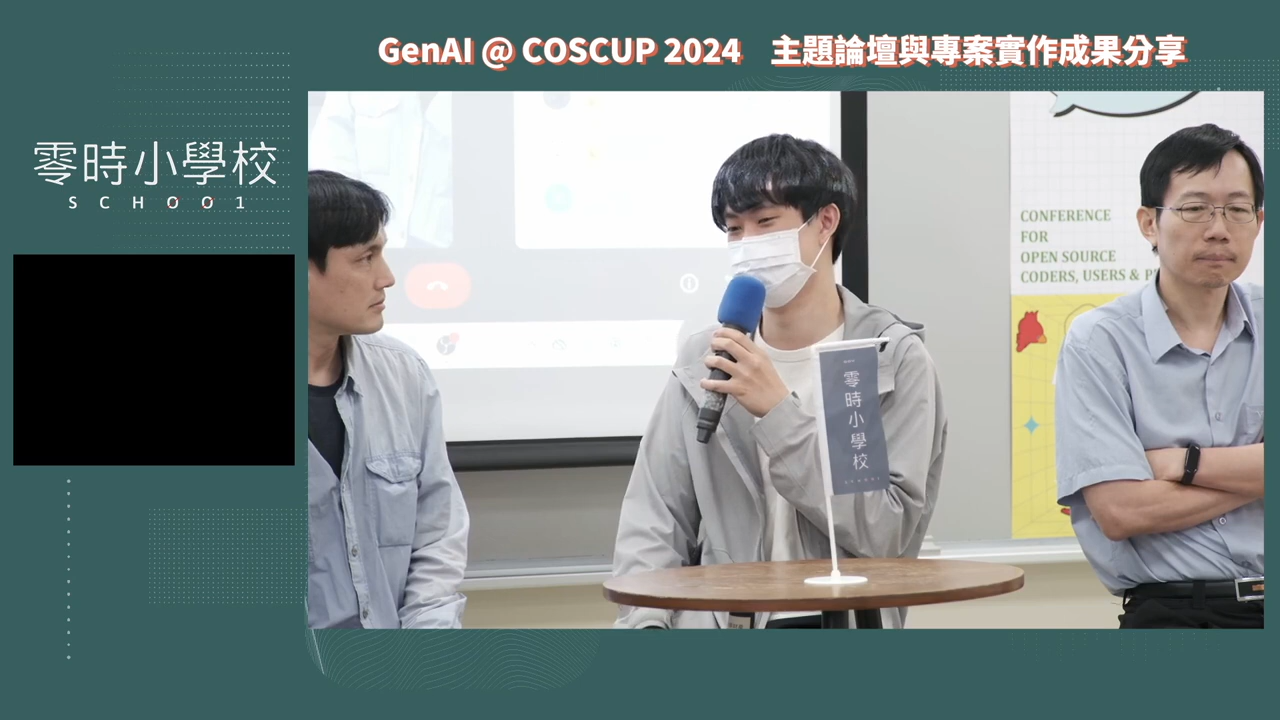 GenAI @ COSCUP 2024 主題論壇與專案實作成果分享
零時小學校
SCHOO1
CONFERENCE
FOR
OPEN SOURCE
CODERS, USERS & P
零時小學校